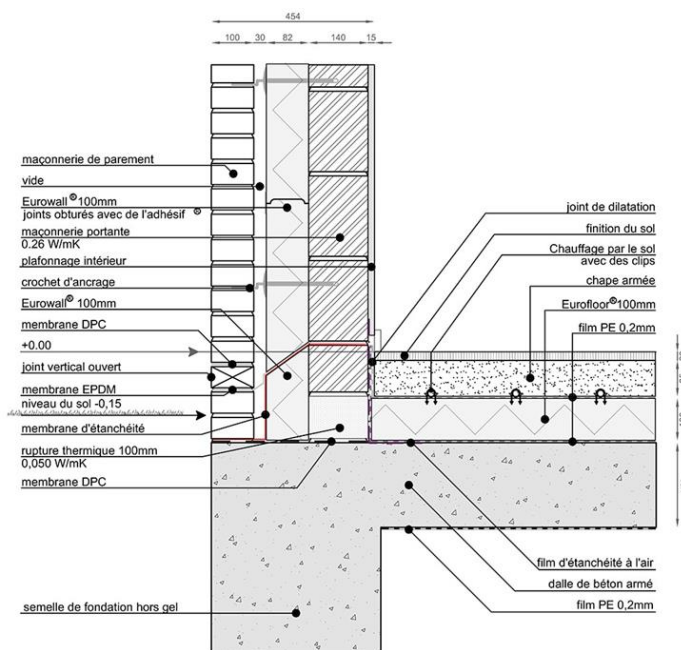 454
100 30 82 140 15
maçonnerie de parement
vide
Eurowall® 100mm
joints obturés avec de l'adhésif ®
maçonnerie portante
0.26 W/mK
plafonnage intérieur
crochet d'ancrage
Eurowall® 100mm
membrane DPC
+0.00
joint vertical ouvert
membrane EPDM
niveau du sol -0,15
membrane d'étanchéité
rupture thermique 100mm
0,050 W/mK
membrane DPC
semelle de fondation hors gel
joint de dilatation
finition du sol
Chauffage par le sol
avec des clips
chape armée
Eurofloor®100mm
film PE 0,2mm
film d'étanchéité à l'air
dalle de béton armé
film PE 0,2mm